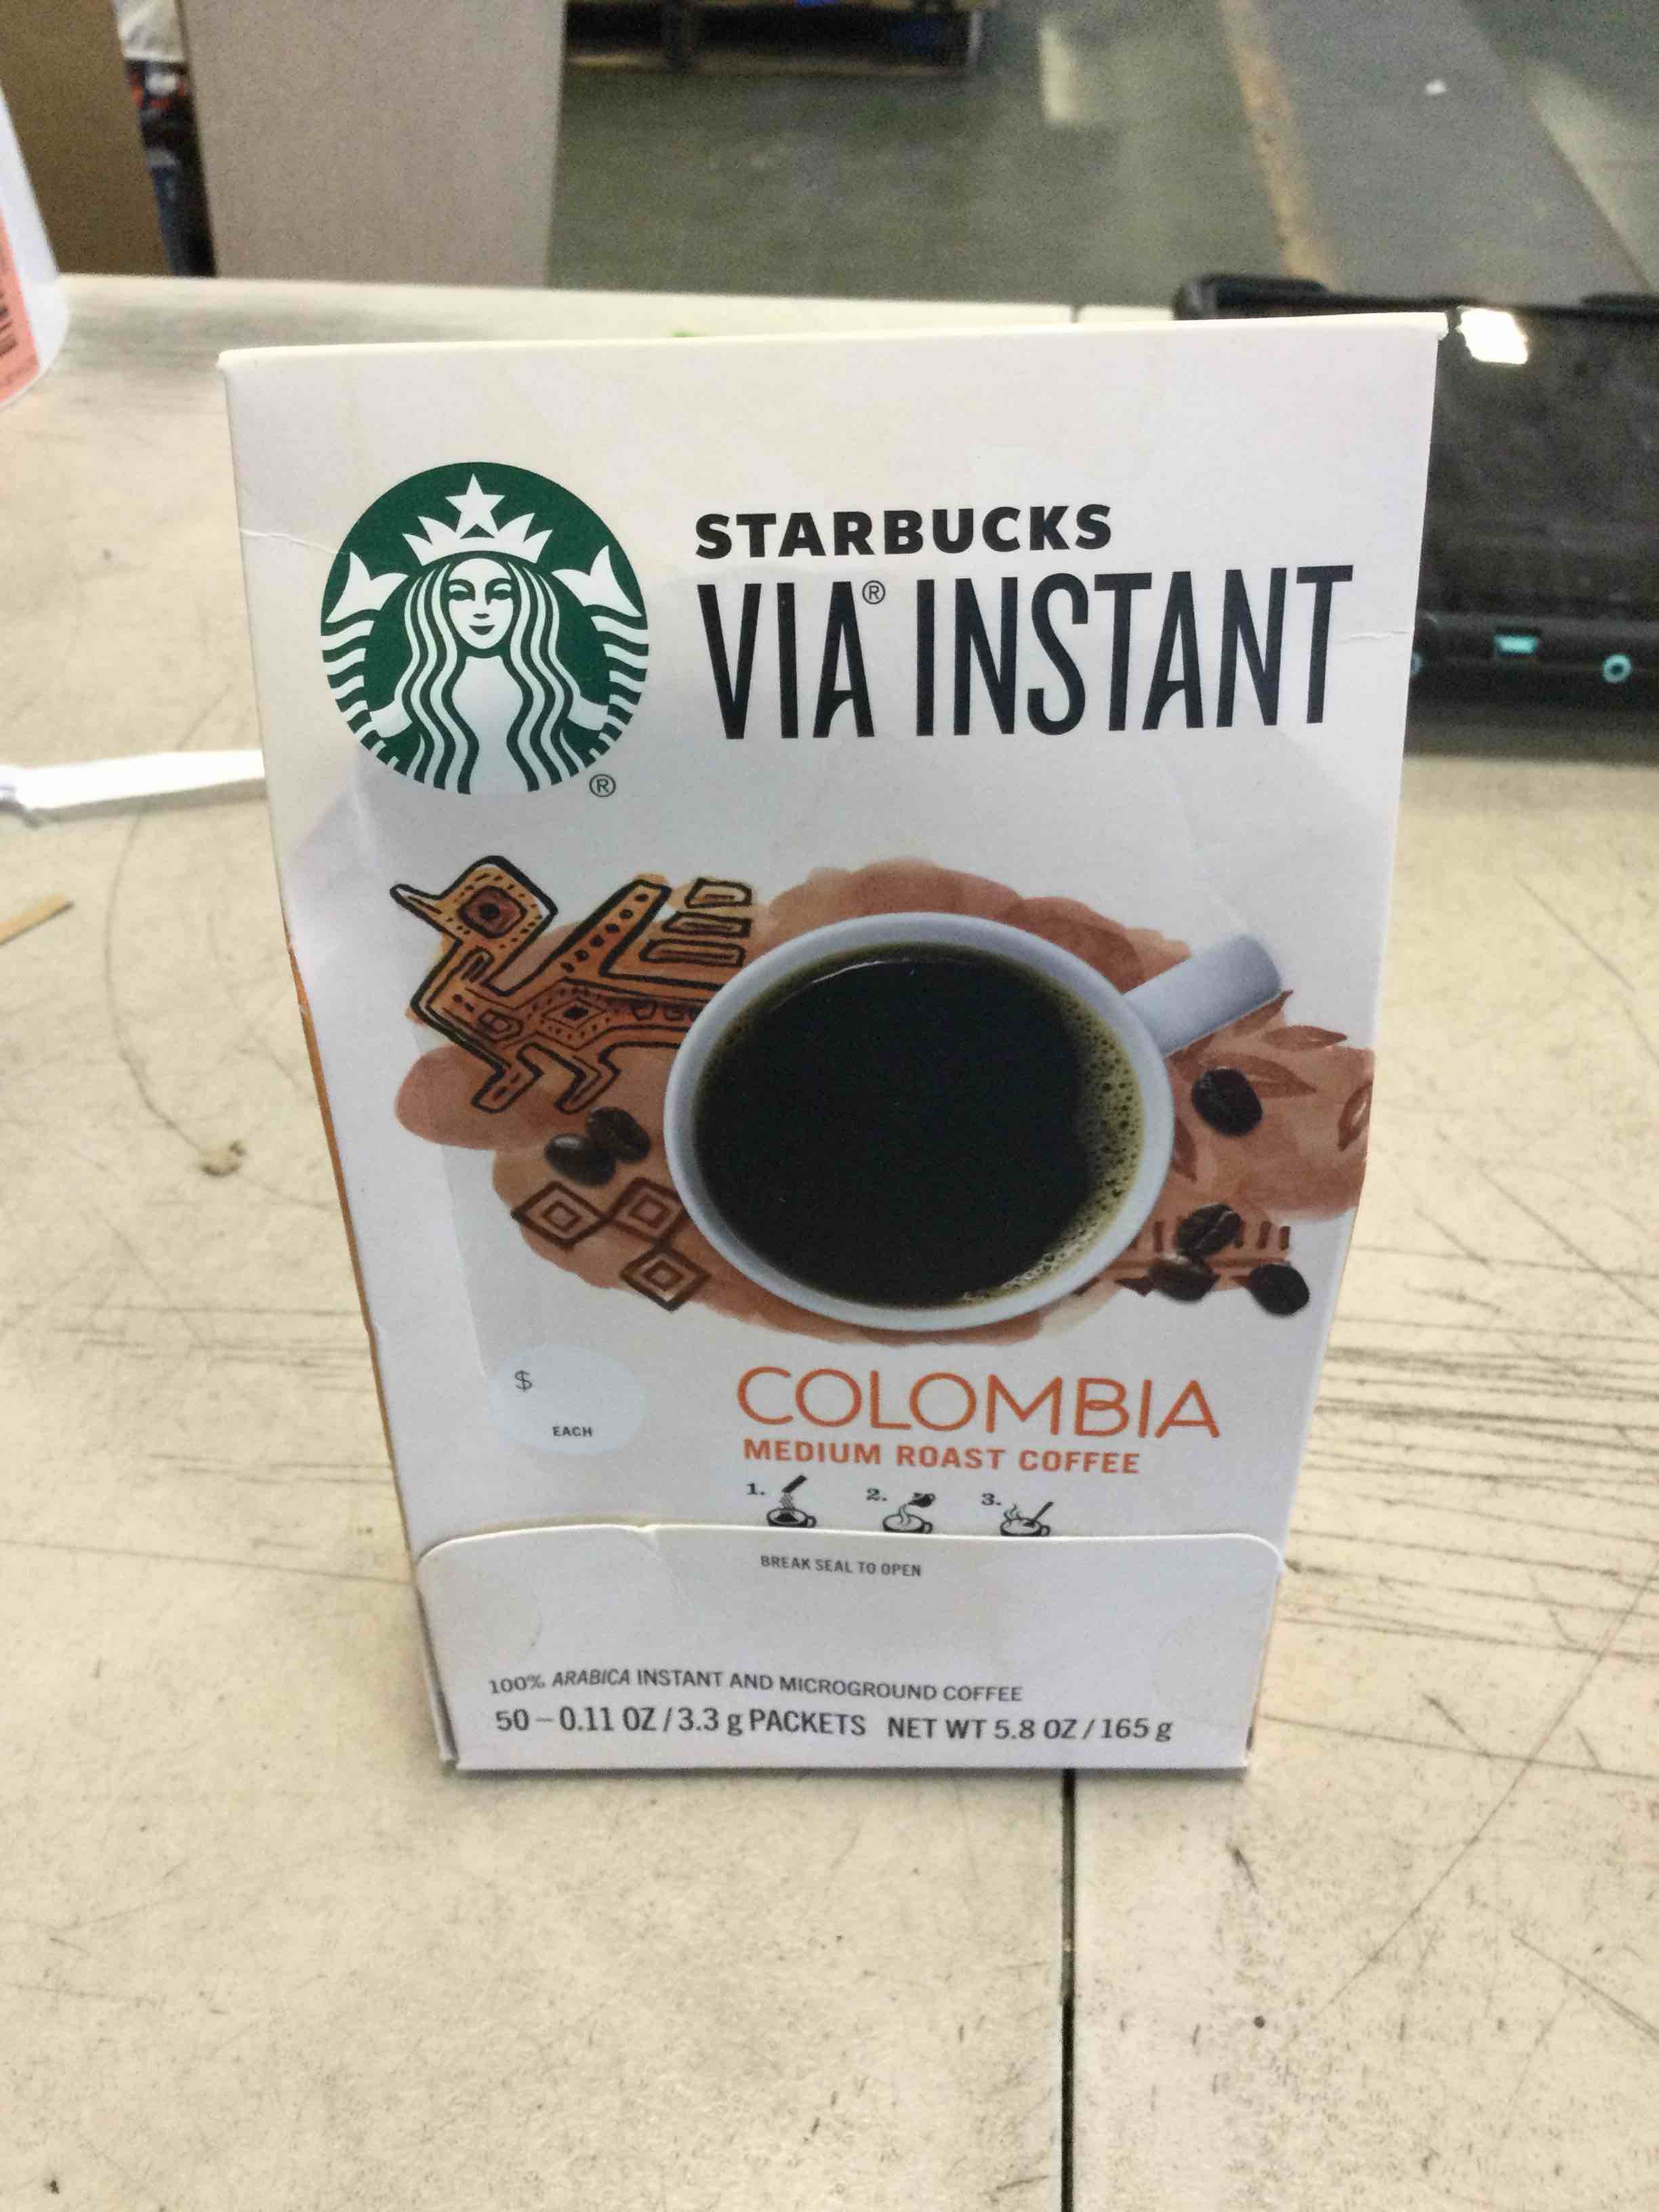 STARBUCKS
VIA® INSTANT
®
COLOMBIA
MEDIUM ROAST COFFEE
$
EACH
1. 2. 3.
BREAK SEAL TO OPEN
100% ARABICA INSTANT AND MICROGROUND COFFEE
50 – 0.11 OZ / 3.3 g PACKETS NET WT 5.8 OZ / 165 g